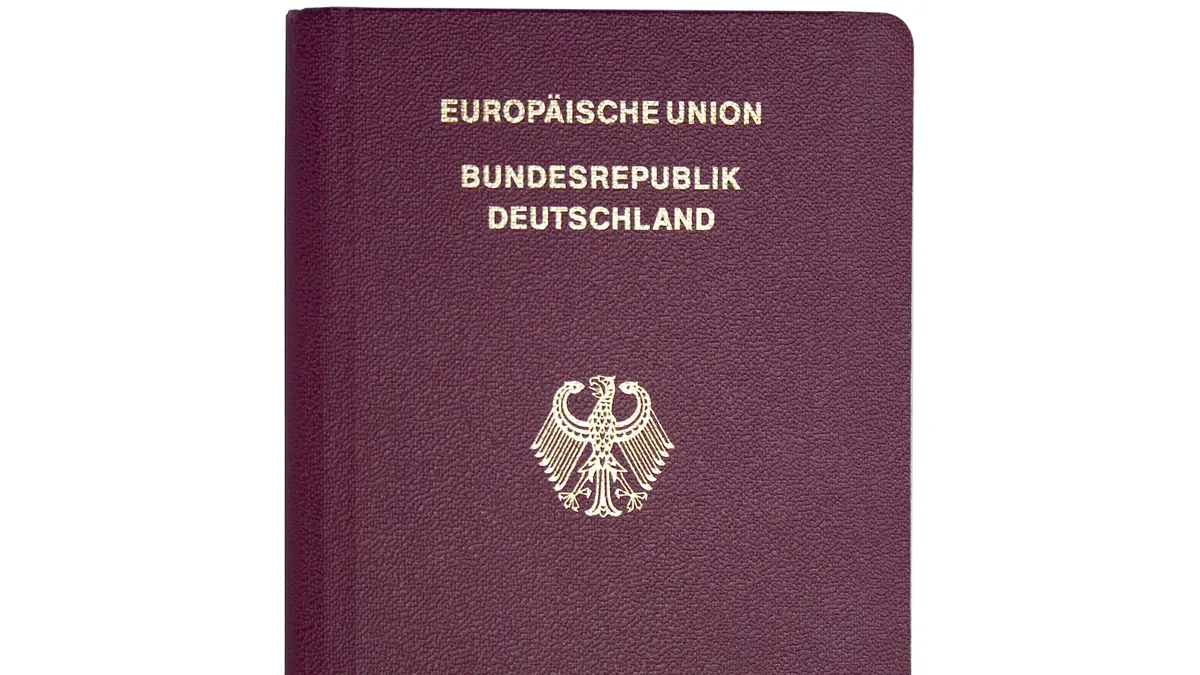 EUROPÄISCHE UNION
BUNDESREPUBLIK
DEUTSCHLAND